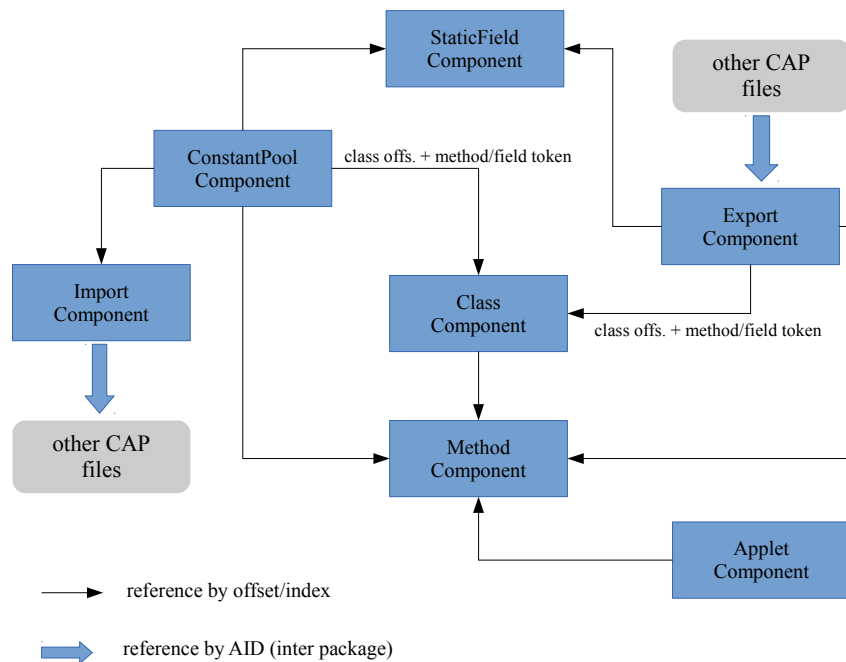 StaticField
Component
other CAP
files
ConstantPool
Component
class offs. + method/field token
Export
Component
Import
Component
Class
Component
class offs. + method/field token
other CAP
files
Method
Component
Applet
Component
reference by offset/index
reference by AID (inter package)